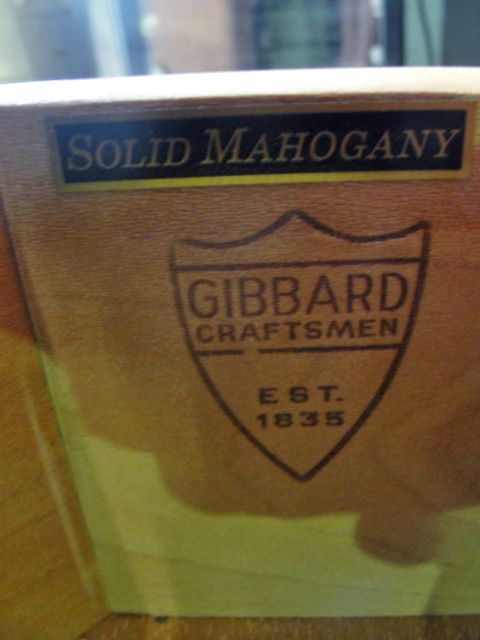 SOLID MAHOGANY
GIBBARD
CRAFTSMEN
EST.
1835